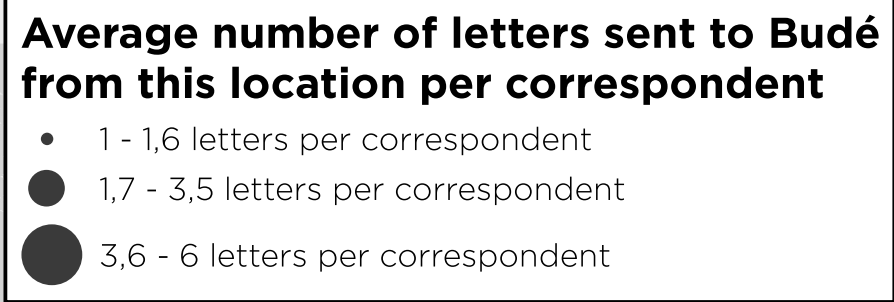 Average number of letters sent to Budé
from this location per correspondent
1 - 1,6 letters per correspondent
1,7 - 3,5 letters per correspondent
3,6 - 6 letters per correspondent